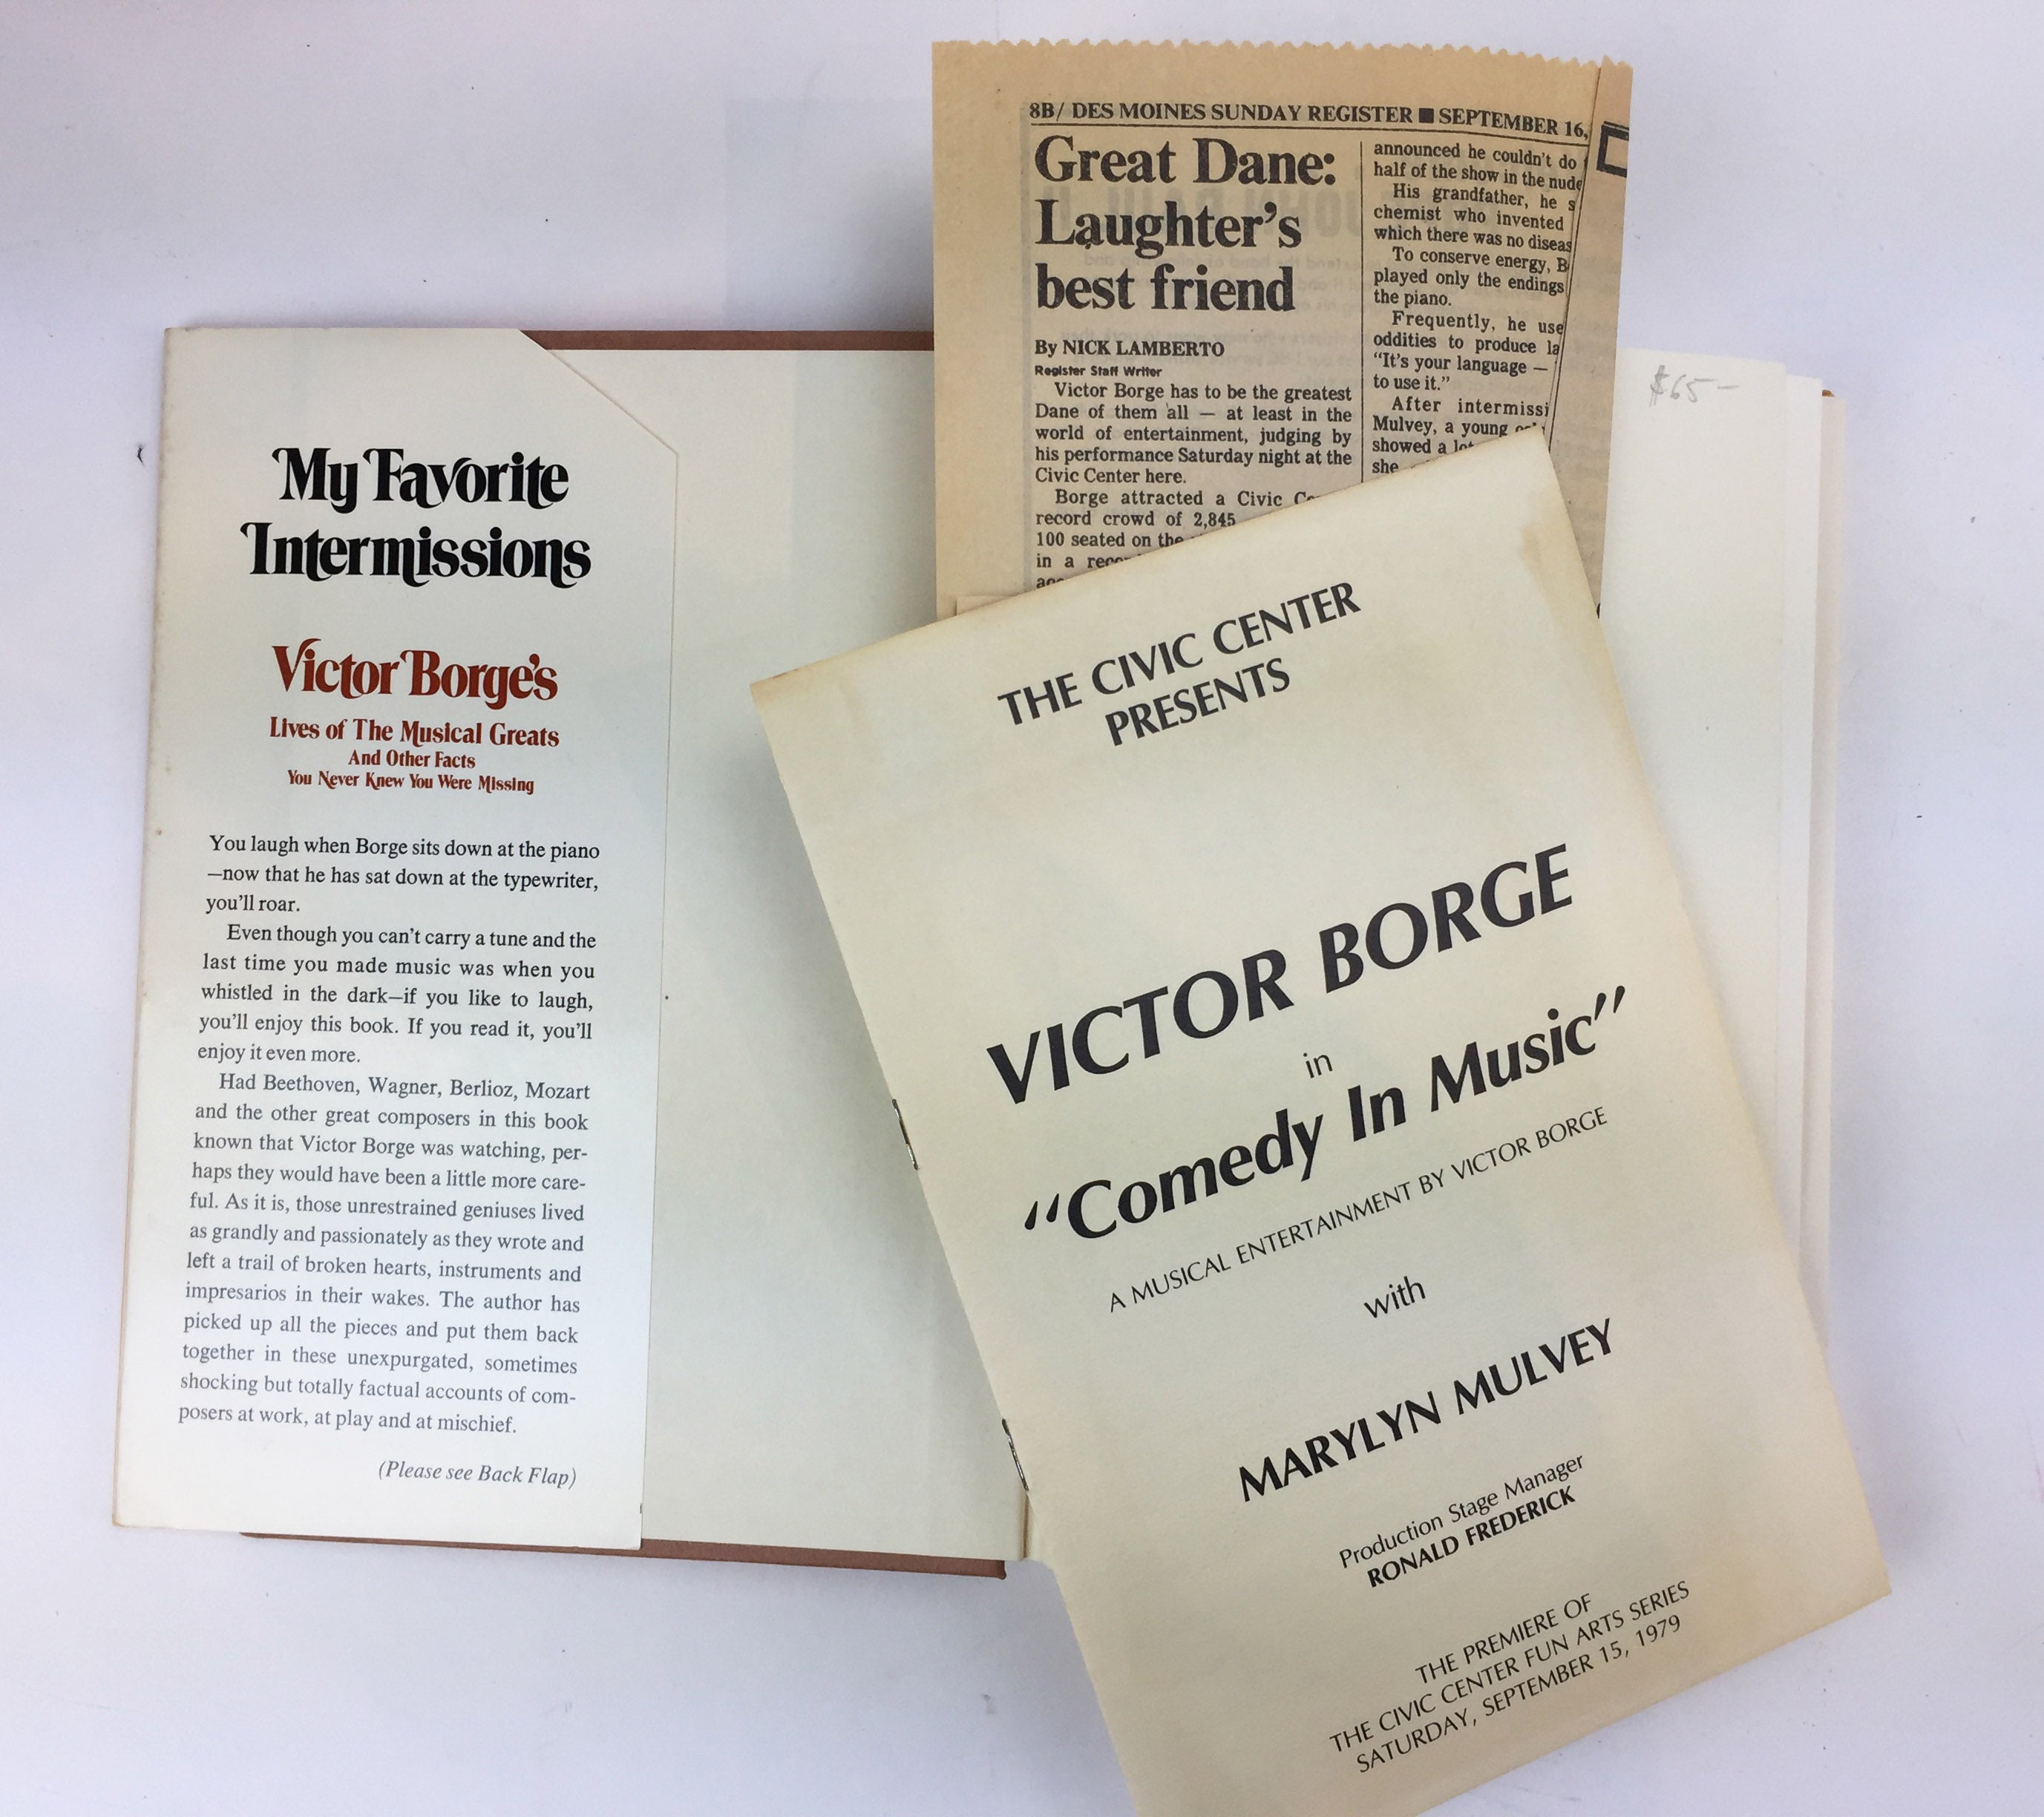 My Favorite
Intermissions
Victor Borge's
Lives of The Musical Greats
And Other Facts
You Never Knew You Were Missing
You laugh when Borge sits down at the piano
—now that he has sat down at the typewriter,
you'll roar.
Even though you can't carry a tune and the
last time you made music was when you
whistled in the dark—if you like to laugh,
you'll enjoy this book. If you read it, you'll
enjoy it even more.
Had Beethoven, Wagner, Berlioz, Mozart
and the other great composers in this book
known that Victor Borge was watching, per-
haps they would have been a little more care-
ful. As it is, those unrestrained geniuses lived
as grandly and passionately as they wrote and
left a trail of broken hearts, instruments and
impresarios in their wakes. The author has
picked up all the pieces and put them back
together in these unexpurgated, sometimes
shocking but totally factual accounts of com-
posers at work, at play and at mischief.
(Please see Back Flap)
8B/ DES MOINES SUNDAY REGISTER ■ SEPTEMBER 16,
Great Dane:
Laughter's
best friend
By NICK LAMBERTO
Register Staff Writer
Victor Borge has to be the greatest
Dane of them all — at least in the
world of entertainment, judging by
his performance Saturday night at the
Civic Center here.
Borge attracted a Civic
record crowd of 2,845
100 seated on the
in a
announced he couldn't do
half of the show in the nude
His grandfather, he
chemist who invented
which there was no
To conserve energy,
played only the endings
the piano.
Frequently, he
oddities to produce
"It's your language —
to use it."
After
Mulvey, a young
showed a
she
$65-
THE CIVIC CENTER
PRESENTS
VICTOR BORGE
in
"Comedy In Music"
A MUSICAL ENTERTAINMENT BY VICTOR BORGE
with
MARYLYN MULVEY
Production Stage Manager
RONALD FREDERICK
THE PREMIERE OF
THE CIVIC CENTER FUN ARTS SERIES
SATURDAY, SEPTEMBER 15, 1979